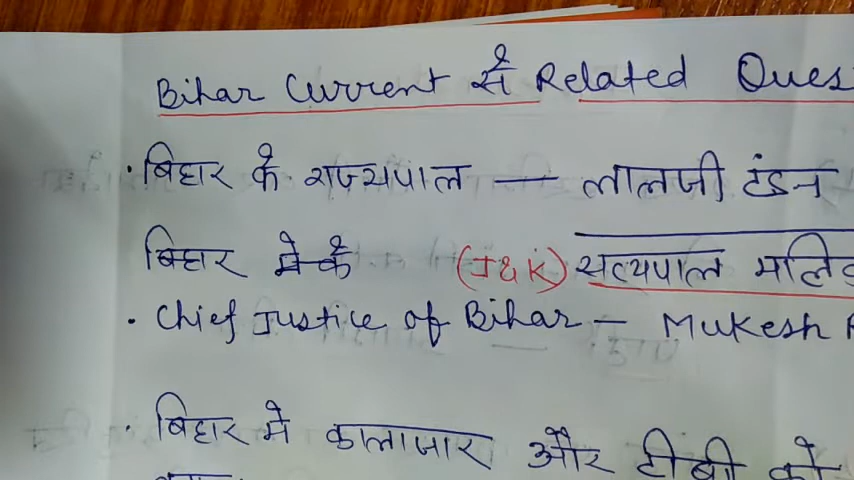 Bihar Current से Related Ques
• बिहार के राज्यपाल — लालजी टंडन
बिहार मे के (J & K) सत्यपाल मलिक
• Chief Justice of Bihar - Mukesh
• बिहार मे कालाजार और टीबी को